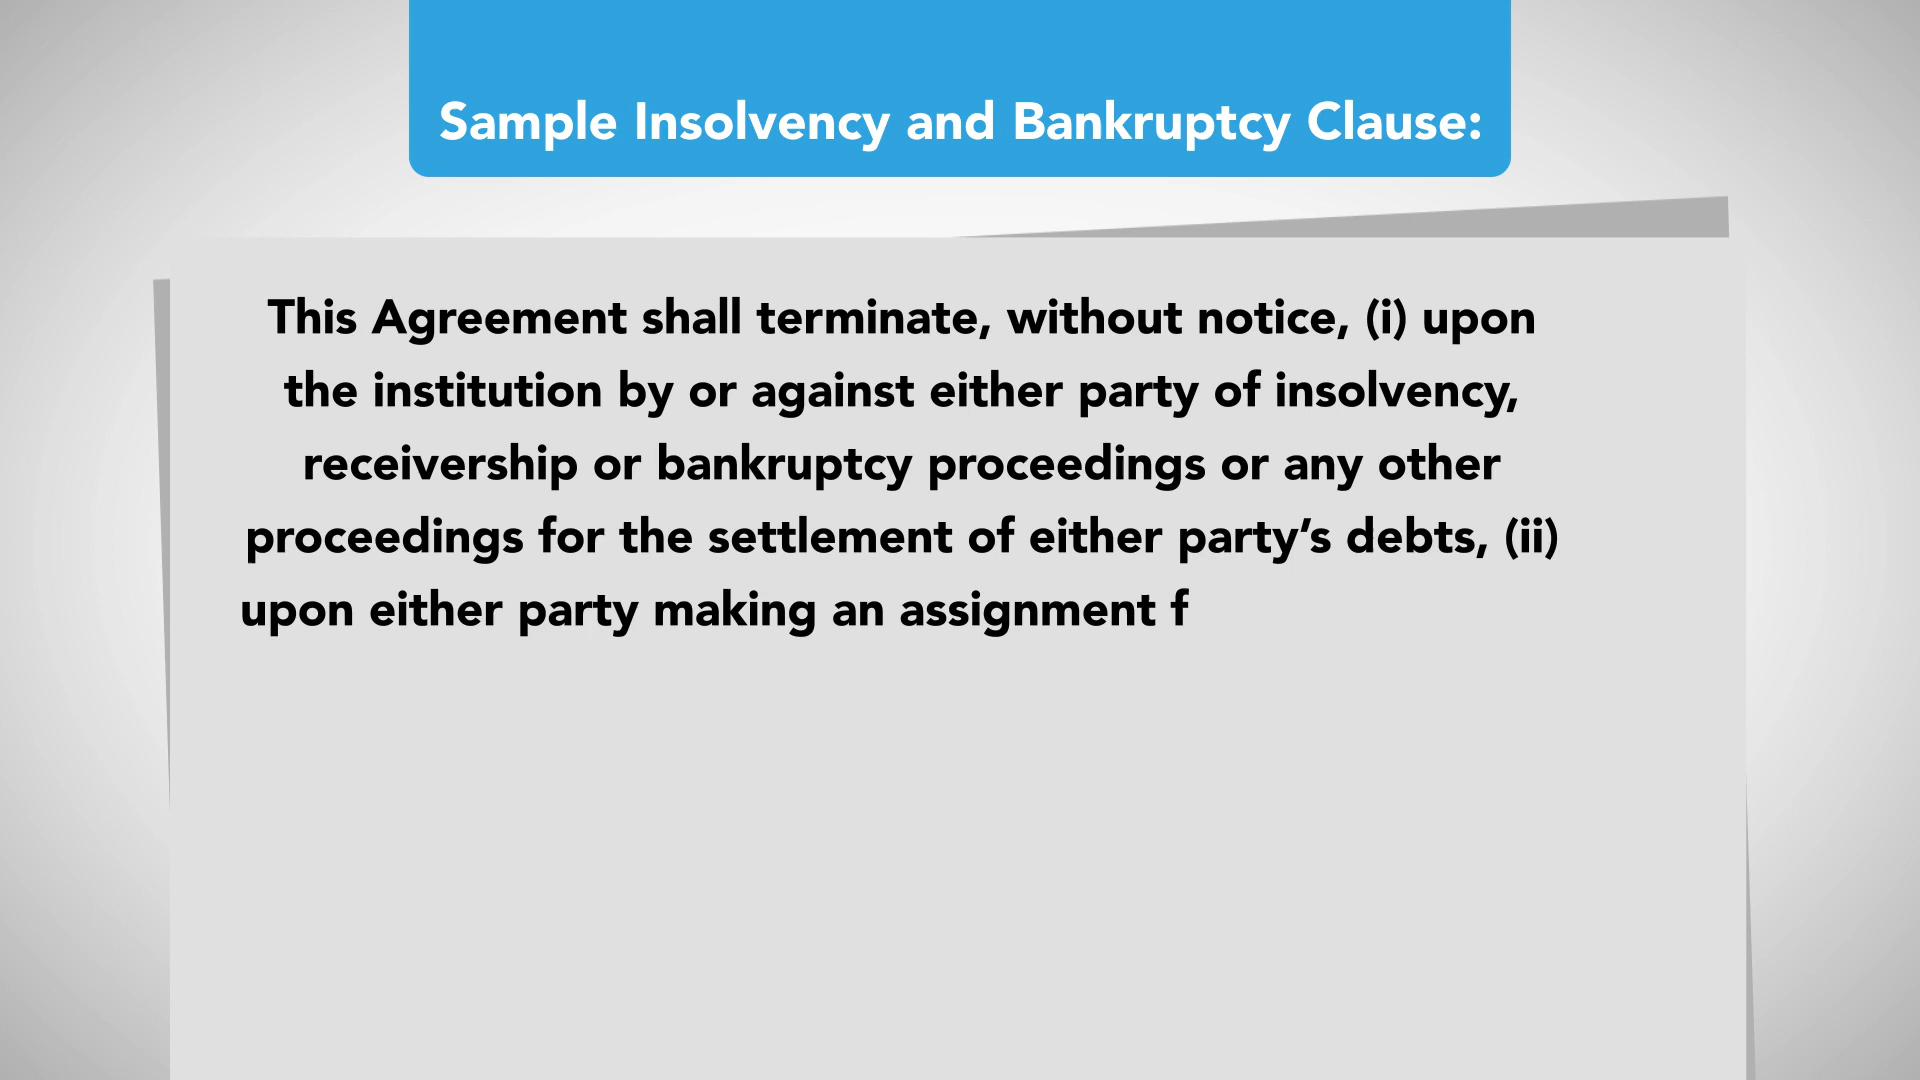 Sample Insolvency and Bankruptcy Clause:
This Agreement shall terminate, without notice, (i) upon
the institution by or against either party of insolvency,
receivership or bankruptcy proceedings or any other
proceedings for the settlement of either party’s debts, (ii)
upon either party making an assignment f